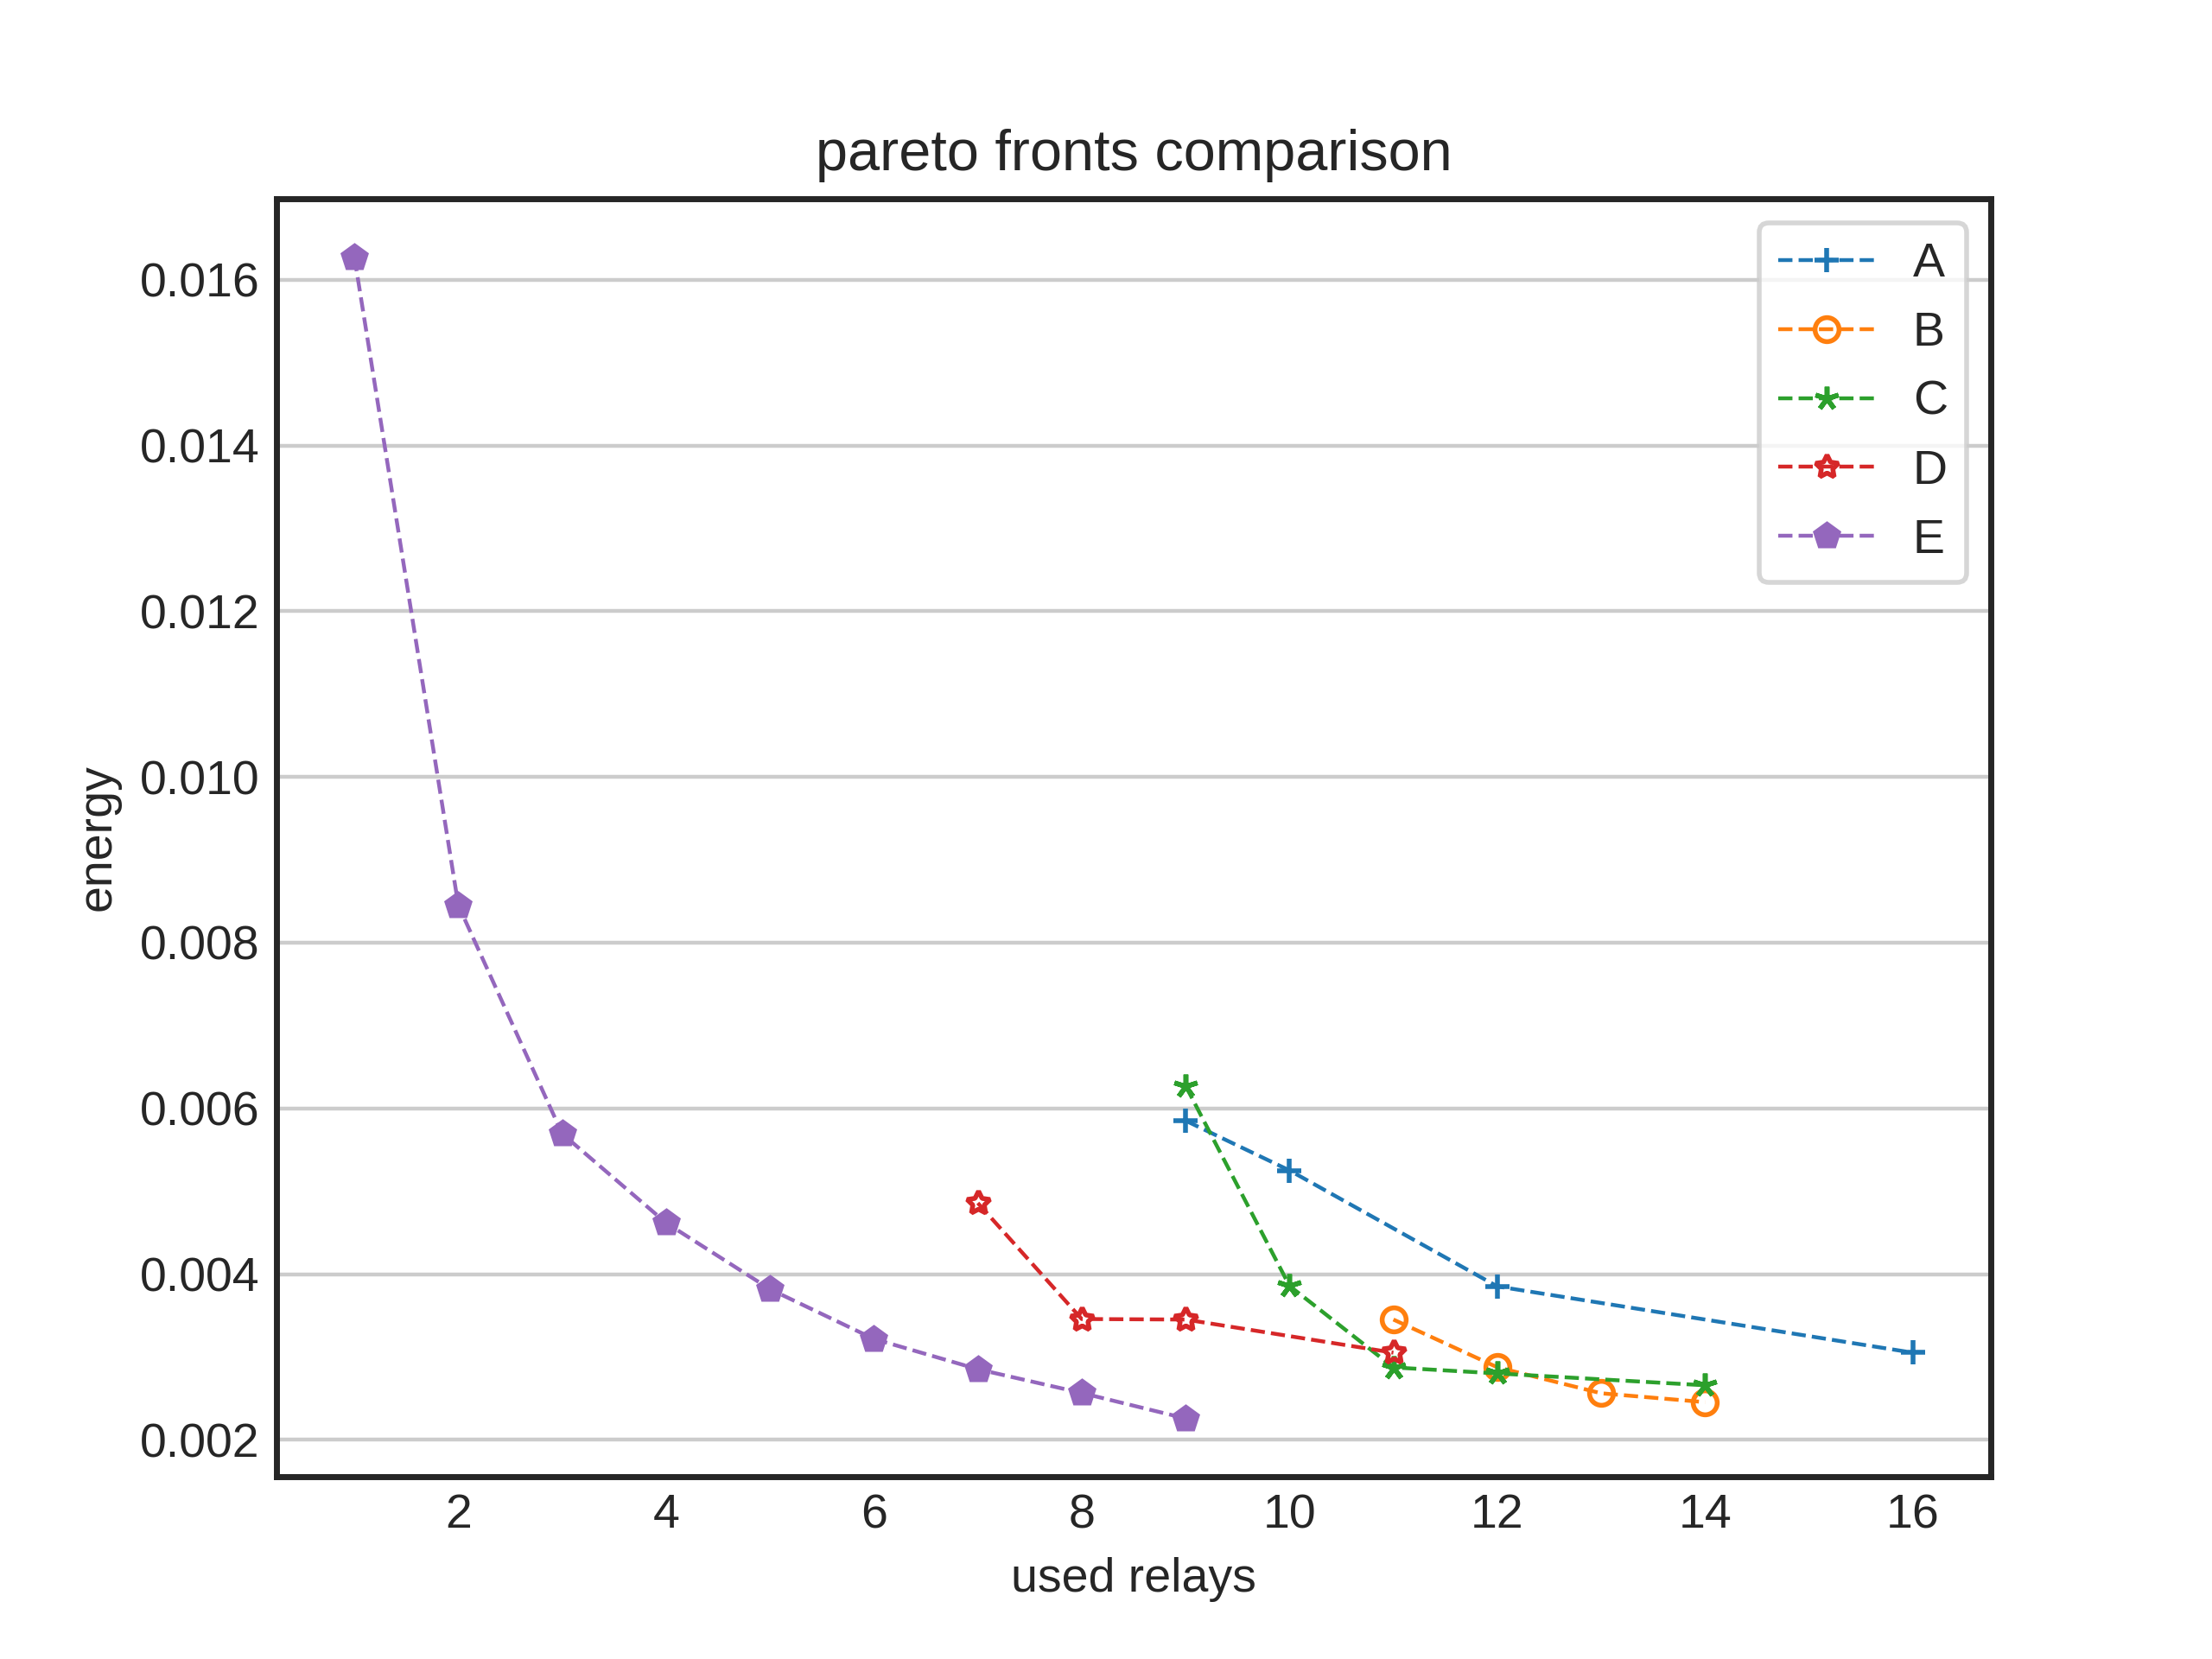 pareto fronts comparison
A
B
C
D
E
0.016
0.014
0.012
0.010
0.008
0.006
0.004
0.002
energy
2 4 6 8 10 12 14 16
used relays